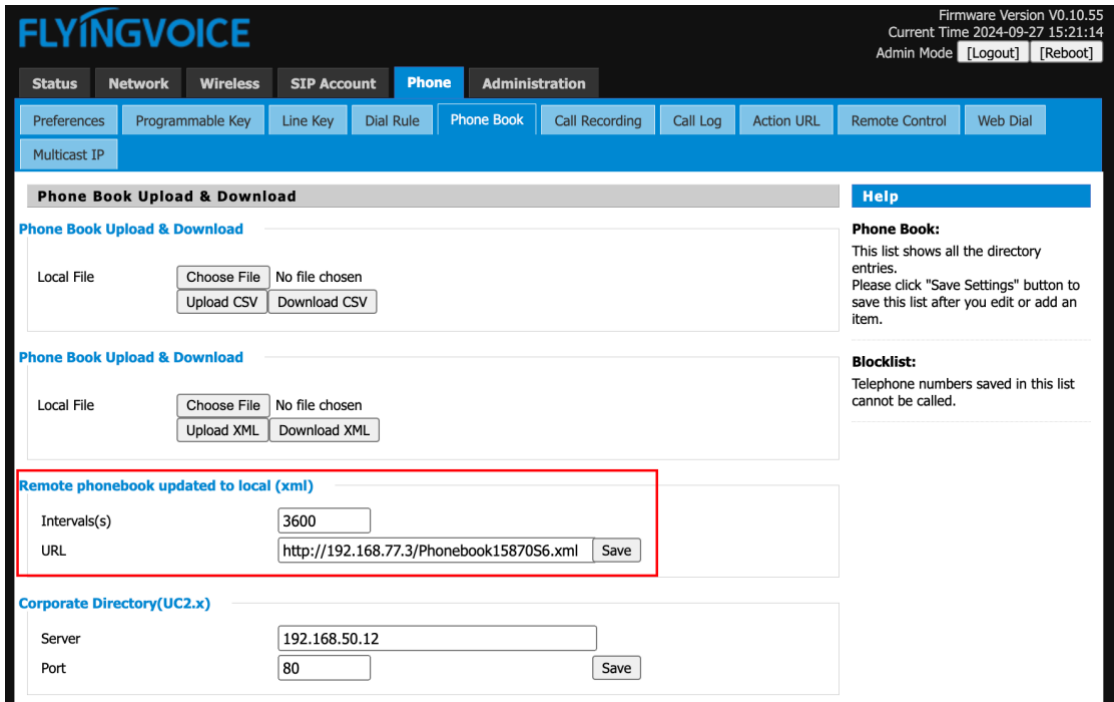 FLYINGVOICE
Firmware Version V0.10.55
Current Time 2024-09-27 15:21:14
Admin Mode [Logout] [Reboot]
Status Network Wireless SIP Account Phone Administration
Preferences Programmable Key Line Key Dial Rule Phone Book Call Recording Call Log Action URL Remote Control Web Dial
Multicast IP
Phone Book Upload & Download
Phone Book Upload & Download
Local File Choose File No file chosen
Upload CSV Download CSV
Phone Book Upload & Download
Local File Choose File No file chosen
Upload XML Download XML
Remote phonebook updated to local (xml)
Intervals(s) 3600
URL http://192.168.77.3/Phonebook15870S6.xml Save
Corporate Directory(UC2.x)
Server 192.168.50.12
Port 80 Save
Help
Phone Book:
This list shows all the directory
entries.
Please click "Save Settings" button to
save this list after you edit or add an
item.
Blocklist:
Telephone numbers saved in this list
cannot be called.